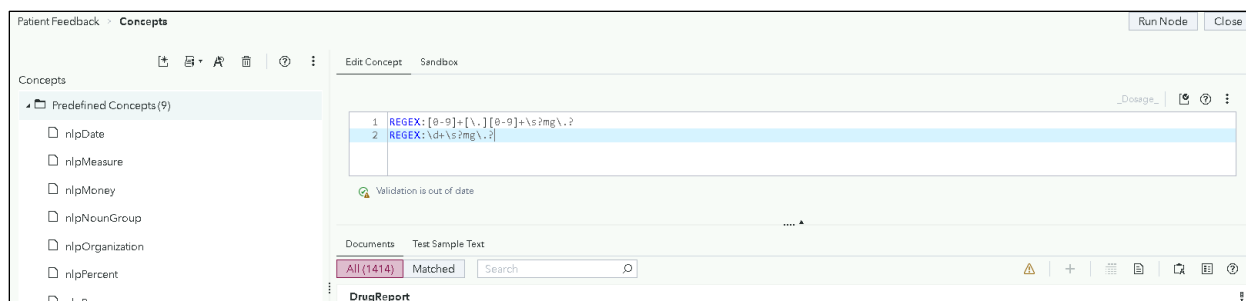 Patient Feedback > Concepts
Run Node
Close
Concepts
Predefined Concepts (9)
nlpDate
nlpMeasure
nlpMoney
nlpNounGroup
nlpOrganization
nlpPercent
Edit Concept Sandbox
_Dosage_
1 REGEX:[0-9]+[\.][0-9]+\s?mg\.?
2 REGEX:\d+\s?mg\.?
Validation is out of date
Documents Test Sample Text
All (1414) Matched Search
DrugReport